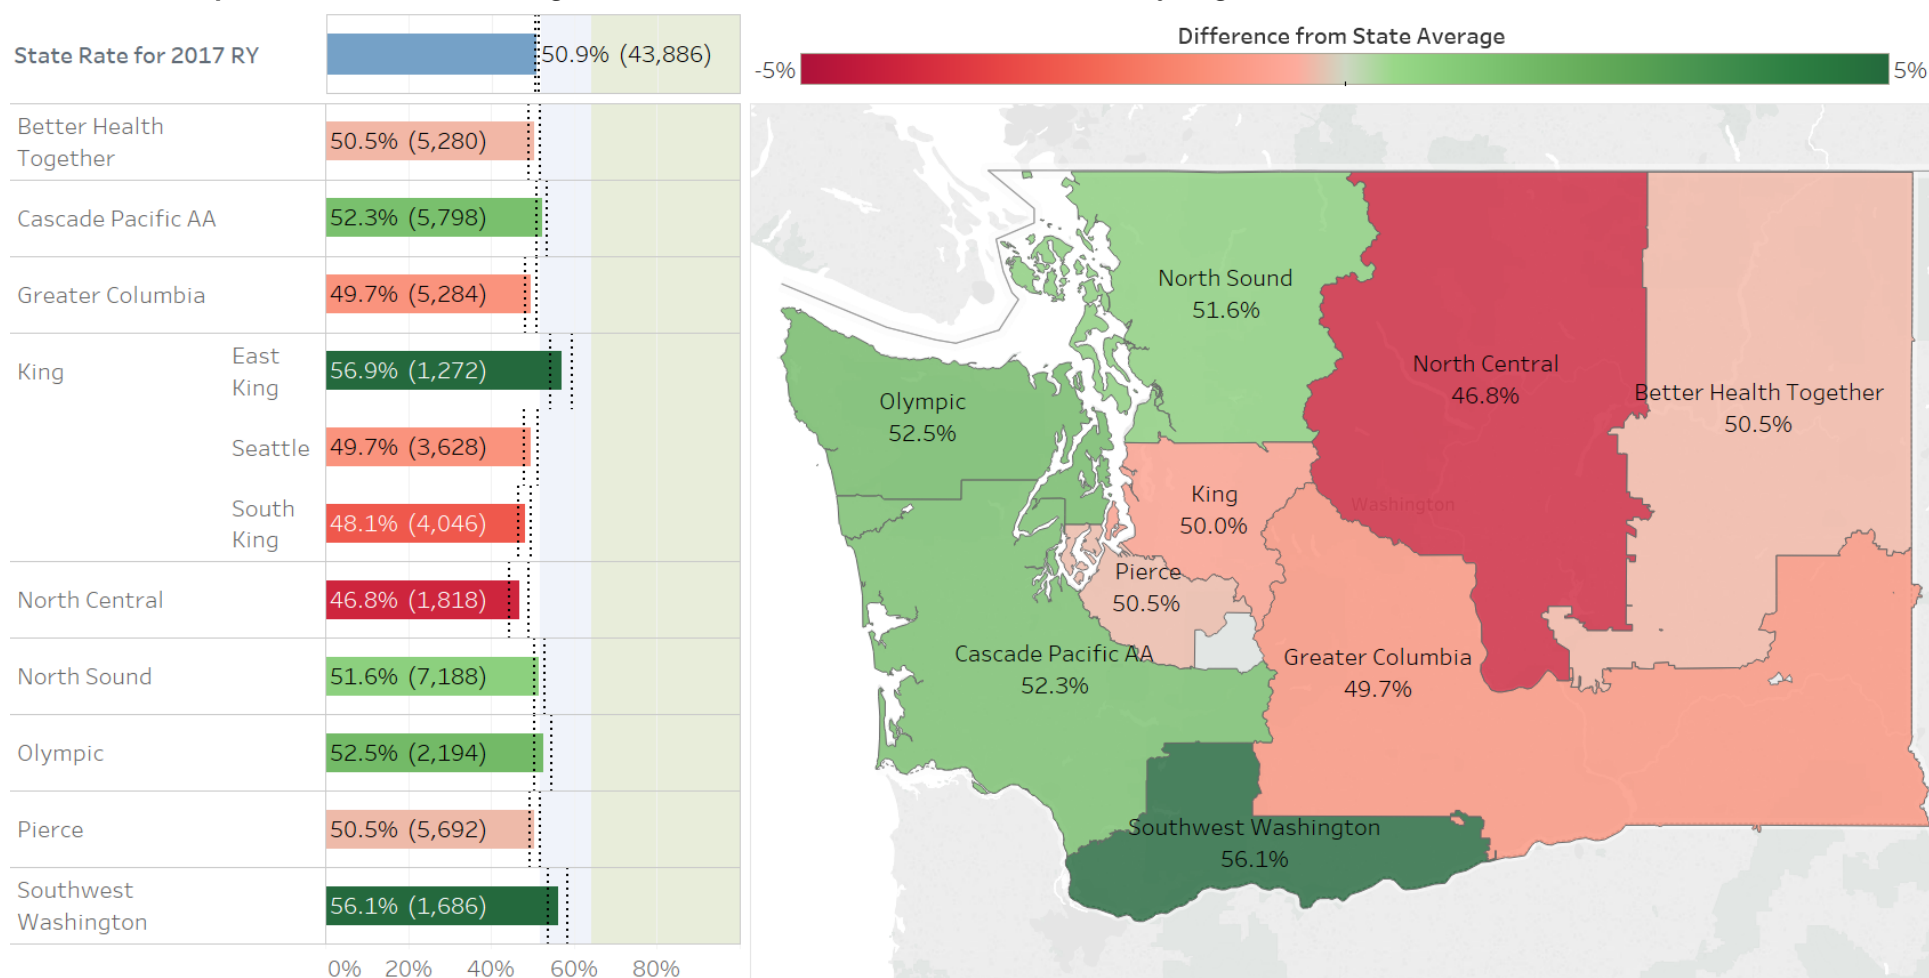 State Rate for 2017 RY
50.9% (43,886)
Better Health
Together
50.5% (5,280)
Cascade Pacific AA
52.3% (5,798)
Greater Columbia
49.7% (5,284)
King
East
King
56.9% (1,272)
Seattle
49.7% (3,628)
South
King
48.1% (4,046)
North Central
46.8% (1,818)
North Sound
51.6% (7,188)
Olympic
52.5% (2,194)
Pierce
50.5% (5,692)
Southwest
Washington
56.1% (1,686)
0% 20% 40% 60% 80%
Difference from State Average
-5%
5%
North Sound
51.6%
North Central
46.8%
Better Health Together
50.5%
Olympic
52.5%
King
50.0%
Washington
Pierce
50.5%
Cascade Pacific AA
52.3%
Greater Columbia
49.7%
Southwest Washington
56.1%